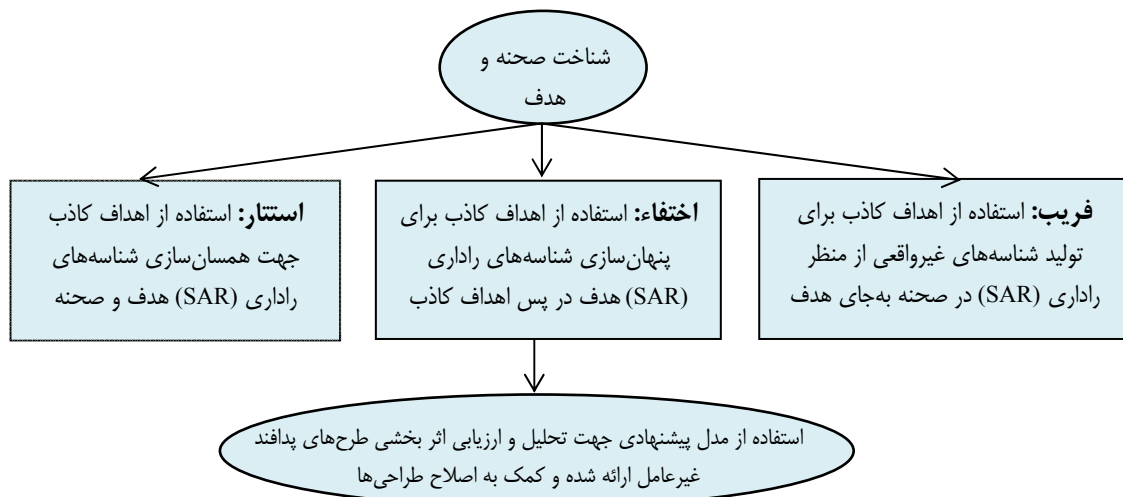 شناخت صحنه و
هدف
فریب: استفاده از اهداف کاذب برای
تولید شناسه‌های غیرواقعی از منظر
راداری (SAR) در صحنه به‌جای هدف
اختفاء: استفاده از اهداف کاذب برای
پنهان‌سازی شناسه‌های راداری
(SAR) هدف در پس اهداف کاذب
استتار: استفاده از اهداف کاذب
جهت همسان‌سازی شناسه‌های
راداری (SAR) هدف و صحنه
استفاده از مدل پیشنهادی جهت تحلیل و ارزیابی اثر بخشی طرح‌های پدافند
غیرعامل ارائه شده و کمک به اصلاح طراحی‌ها